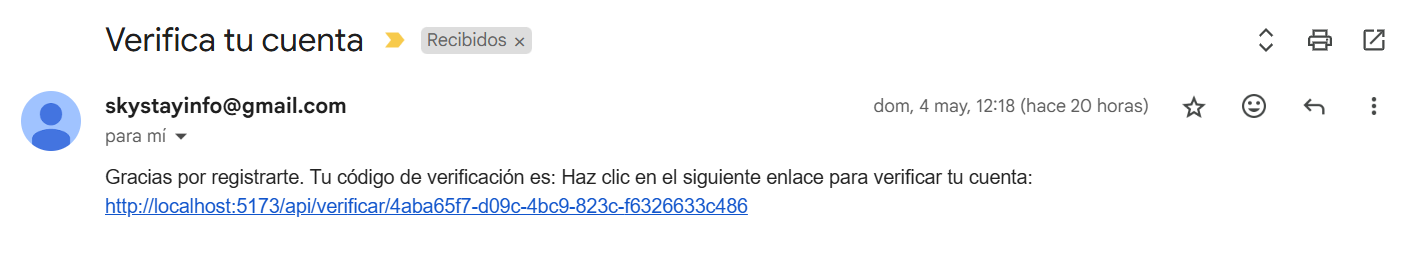 Verifica tu cuenta Recibidos ×
skystayinfo@gmail.com dom, 4 may, 12:18 (hace 20 horas)
para mí
Gracias por registrarte. Tu código de verificación es: Haz clic en el siguiente enlace para verificar tu cuenta:
http://localhost:5173/api/verificar/4aba65f7-d09c-4bc9-823c-f6326633c486